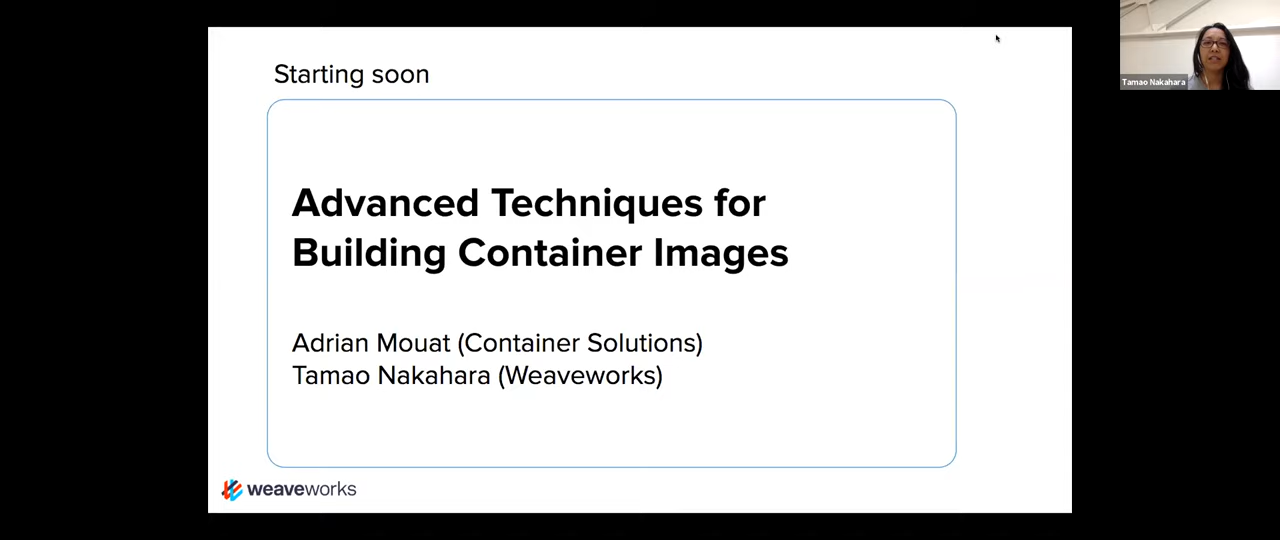 Starting soon
Advanced Techniques for
Building Container Images
Adrian Mouat (Container Solutions)
Tamao Nakahara (Weaveworks)
weaveworks
Tamao Nakahara